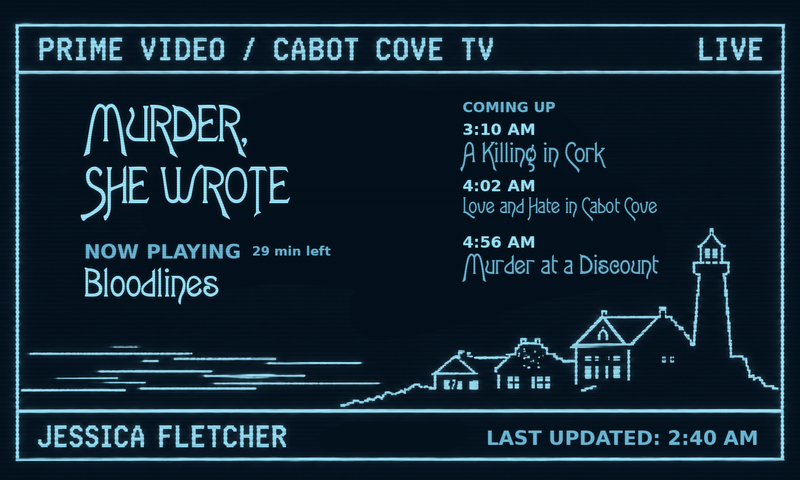 PRIME VIDEO / CABOT COVE TV
LIVE
MURDER,
SHE WROTE
NOW PLAYING 29 min left
Bloodlines
COMING UP
3:10 AM
A Killing in Cork
4:02 AM
Love and Hate in Cabot Cove
4:56 AM
Murder at a Discount
JESSICA FLETCHER
LAST UPDATED: 2:40 AM